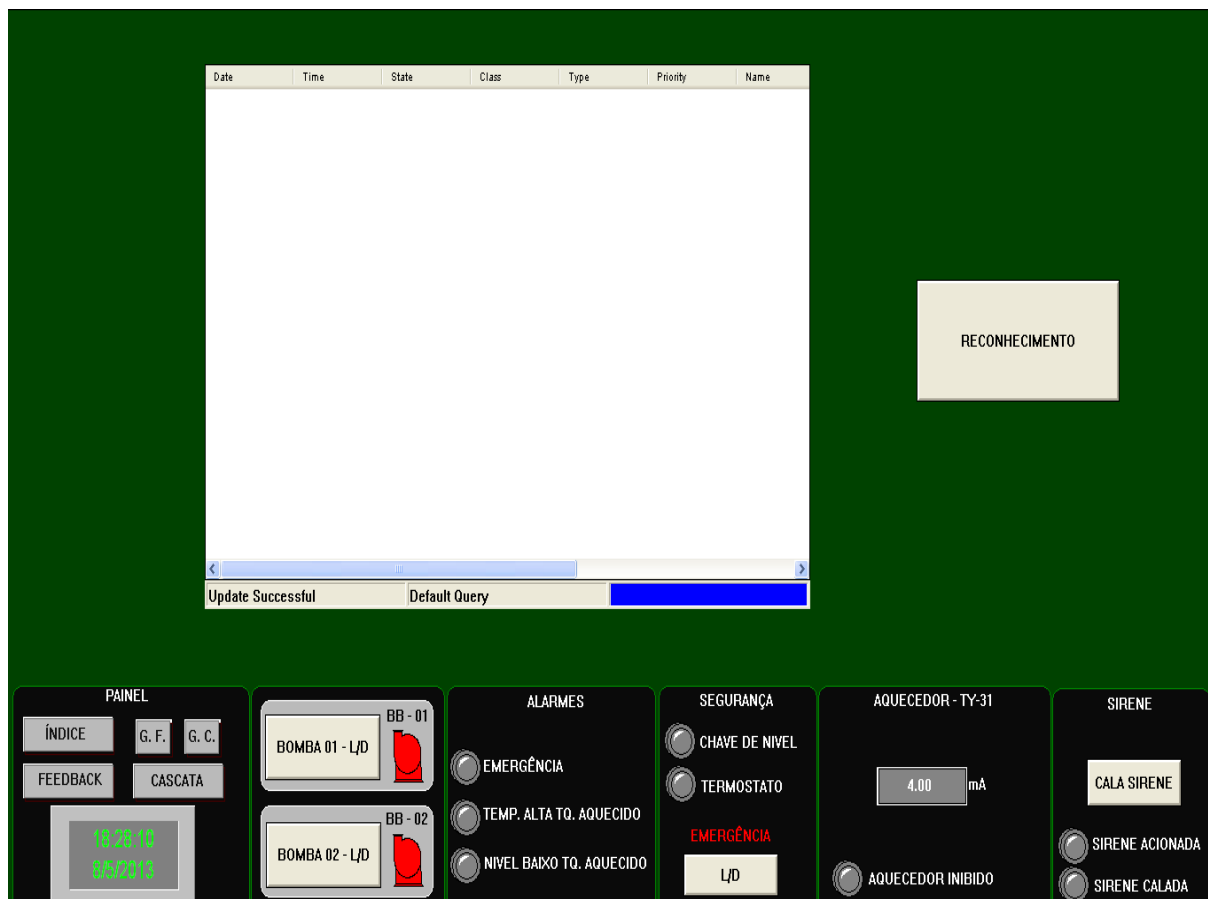 Date Time State Class Type Priority Name
RECONHECIMENTO
Update Successful Default Query
PAINEL
ÍNDICE G. F. G. C.
FEEDBACK CASCATA
18:28:10
8/5/2013
BOMBA 01 - L/D BB - 01
BOMBA 02 - L/D BB - 02
ALARMES
EMERGÊNCIA
TEMP. ALTA TQ. AQUECIDO
NIVEL BAIXO TQ. AQUECIDO
SEGURANÇA
CHAVE DE NIVEL
TERMOSTATO
EMERGÊNCIA
L/D
AQUECEDOR - TY-31
4.00 mA
AQUECEDOR INIBIDO
SIRENE
CALA SIRENE
SIRENE ACIONADA
SIRENE CALADA